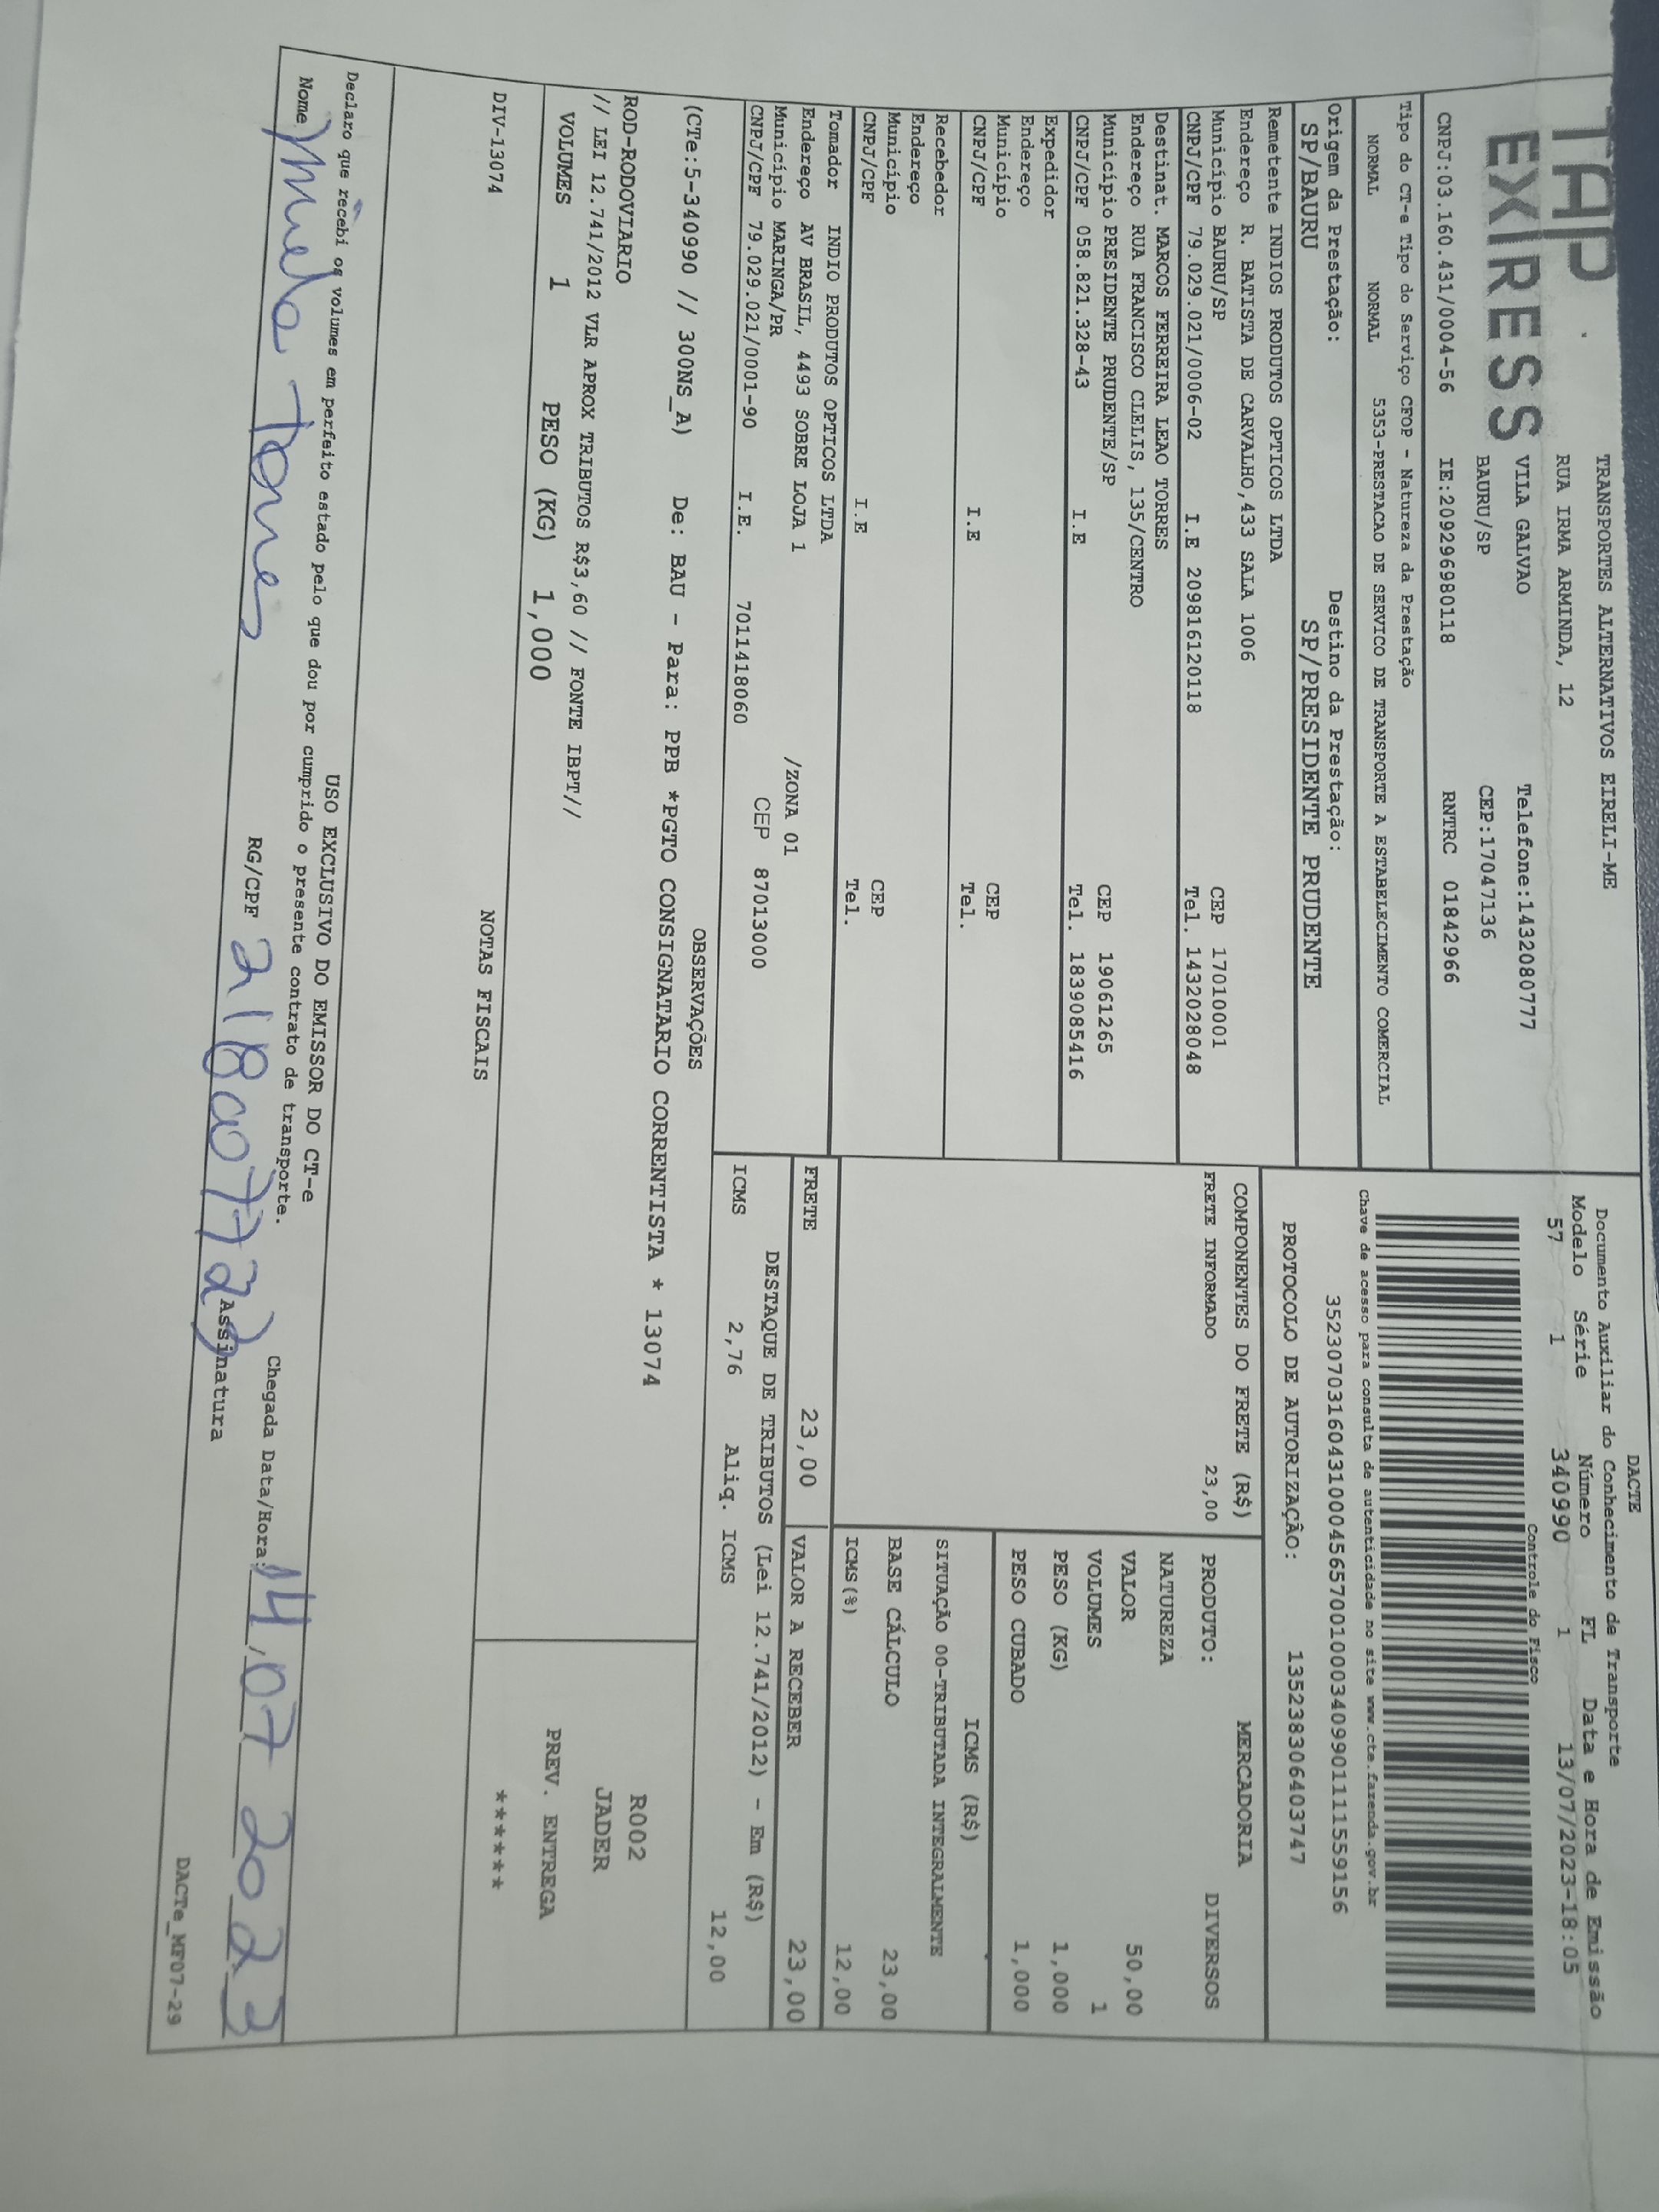 TAP
EXPRESS
TRANSPORTES ALTERNATIVOS EIRELI-ME
RUA IRMA ARMINDA, 12
VILA GALVAO Telefone:1432080777
BAURU/SP CEP:17047136
CNPJ:03.160.431/0004-56 IE:209296980118 RNTRC 01842966
Tipo do CT-e Tipo do Serviço CFOP - Natureza da Prestação
NORMAL NORMAL 5353-PRESTACAO DE SERVICO DE TRANSPORTE A ESTABELECIMENTO COMERCIAL
Origem da Prestação: Destino da Prestação:
SP/BAURU SP/PRESIDENTE PRUDENTE
DACTE
Documento Auxiliar do Conhecimento de Transporte
Modelo Série Número FL Data e Hora de Emissão
57 1 340990 1 13/07/2023-18:05
Controle do Fisco
Chave de acesso para consulta de autenticidade no site www.cte.fazenda.gov.br
35230703160431000456570010003409901111559156
PROTOCOLO DE AUTORIZAÇÃO: 135238306403747
Remetente INDIOS PRODUTOS OPTICOS LTDA
Endereço R. BATISTA DE CARVALHO,433 SALA 1006
Município BAURU/SP CEP 17010001
CNPJ/CPF 79.029.021/0006-02 I.E 209816120118 Tel. 1432028048
Destinat. MARCOS FERREIRA LEAO TORRES
Endereço RUA FRANCISCO CLELIS, 135/CENTRO
Município PRESIDENTE PRUDENTE/SP CEP 19061265
CNPJ/CPF 058.821.328-43 I.E Tel. 1839085416
Expedidor
Endereço
Município CEP
CNPJ/CPF I.E Tel.
Recebedor
Endereço
Município CEP
CNPJ/CPF I.E Tel.
Tomador INDIO PRODUTOS OPTICOS LTDA
Endereço AV BRASIL, 4493 SOBRE LOJA 1 /ZONA 01
Município MARINGA/PR CEP 87013000
CNPJ/CPF 79.029.021/0001-90 I.E. 7011418060
COMPONENTES DO FRETE (R$)
FRETE INFORMADO 23,00
MERCADORIA
PRODUTO: DIVERSOS
NATUREZA
VALOR 50,00
VOLUMES 1
PESO (KG) 1,000
PESO CUBADO 1,000
ICMS (R$)
SITUAÇÃO 00-TRIBUTADA INTEGRALMENTE
BASE CÁLCULO 23,00
ICMS(%) 12,00
FRETE 23,00 VALOR A RECEBER 23,00
DESTAQUE DE TRIBUTOS (Lei 12.741/2012) - Em (R$)
ICMS 2,76 Aliq. ICMS 12,00
OBSERVAÇÕES
(CTe:5-340990 // 300NS_A) De: BAU - Para: PPB *PGTO CONSIGNATARIO CORRENTISTA * 13074
ROD-RODOVIARIO
// LEI 12.741/2012 VLR APROX TRIBUTOS R$3,60 // FONTE IBPT//
VOLUMES 1 PESO (KG) 1,000
R002
JADER
PREV. ENTREGA
******
NOTAS FISCAIS
DIV-13074
USO EXCLUSIVO DO EMISSOR DO CT-e
Declaro que recebi os volumes em perfeito estado pelo que dou por cumprido o presente contrato de transporte.
Nome RG/CPF 218007723 Assinatura Chegada Data/Hora: 14,07 2023
DACTe_MF07-29